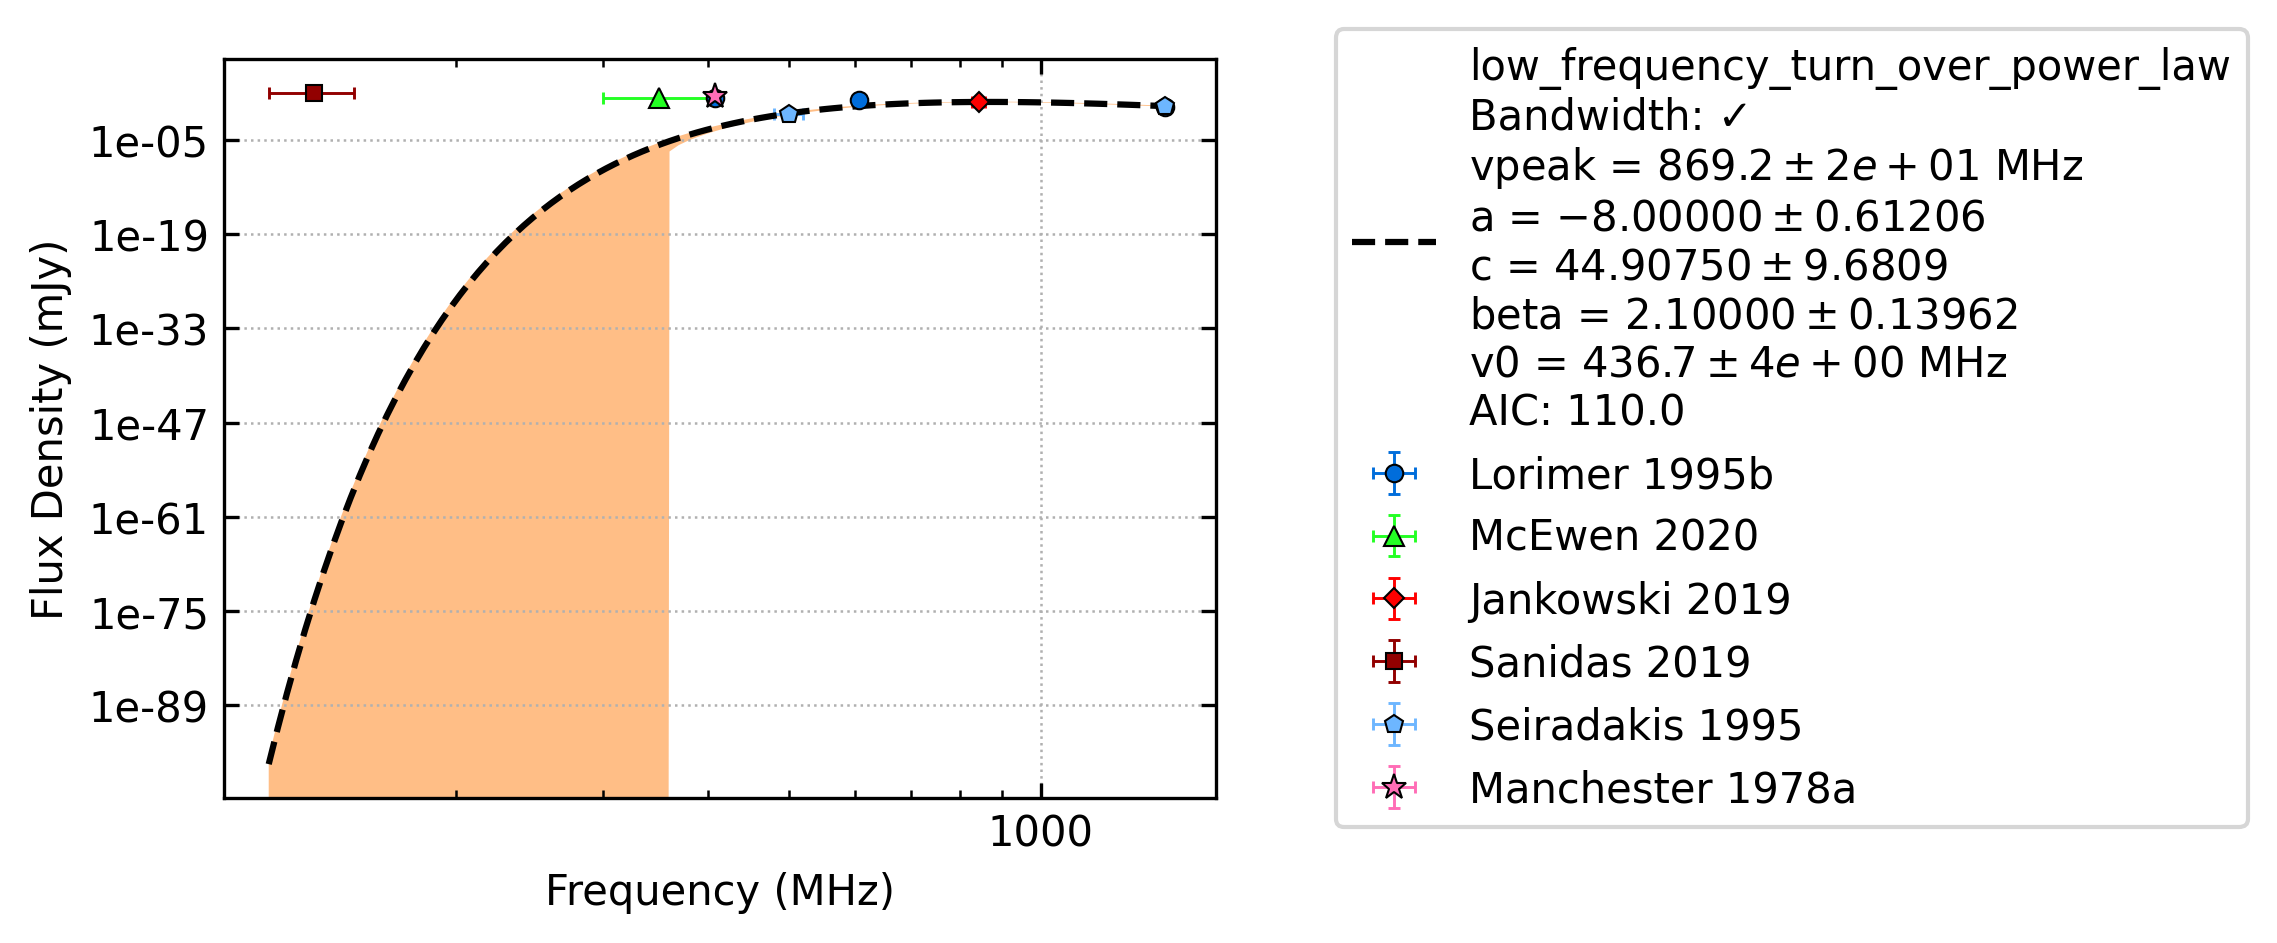 1e-05
1e-19
1e-33
1e-47
1e-61
1e-75
1e-89
Flux Density (mJy)
1000
Frequency (MHz)
low_frequency_turn_over_power_law
Bandwidth: ✓
vpeak = 869.2 ± 2e + 01 MHz
a = −8.00000 ± 0.61206
c = 44.90750 ± 9.6809
beta = 2.10000 ± 0.13962
v0 = 436.7 ± 4e + 00 MHz
AIC: 110.0
Lorimer 1995b
McEwen 2020
Jankowski 2019
Sanidas 2019
Seiradakis 1995
Manchester 1978a